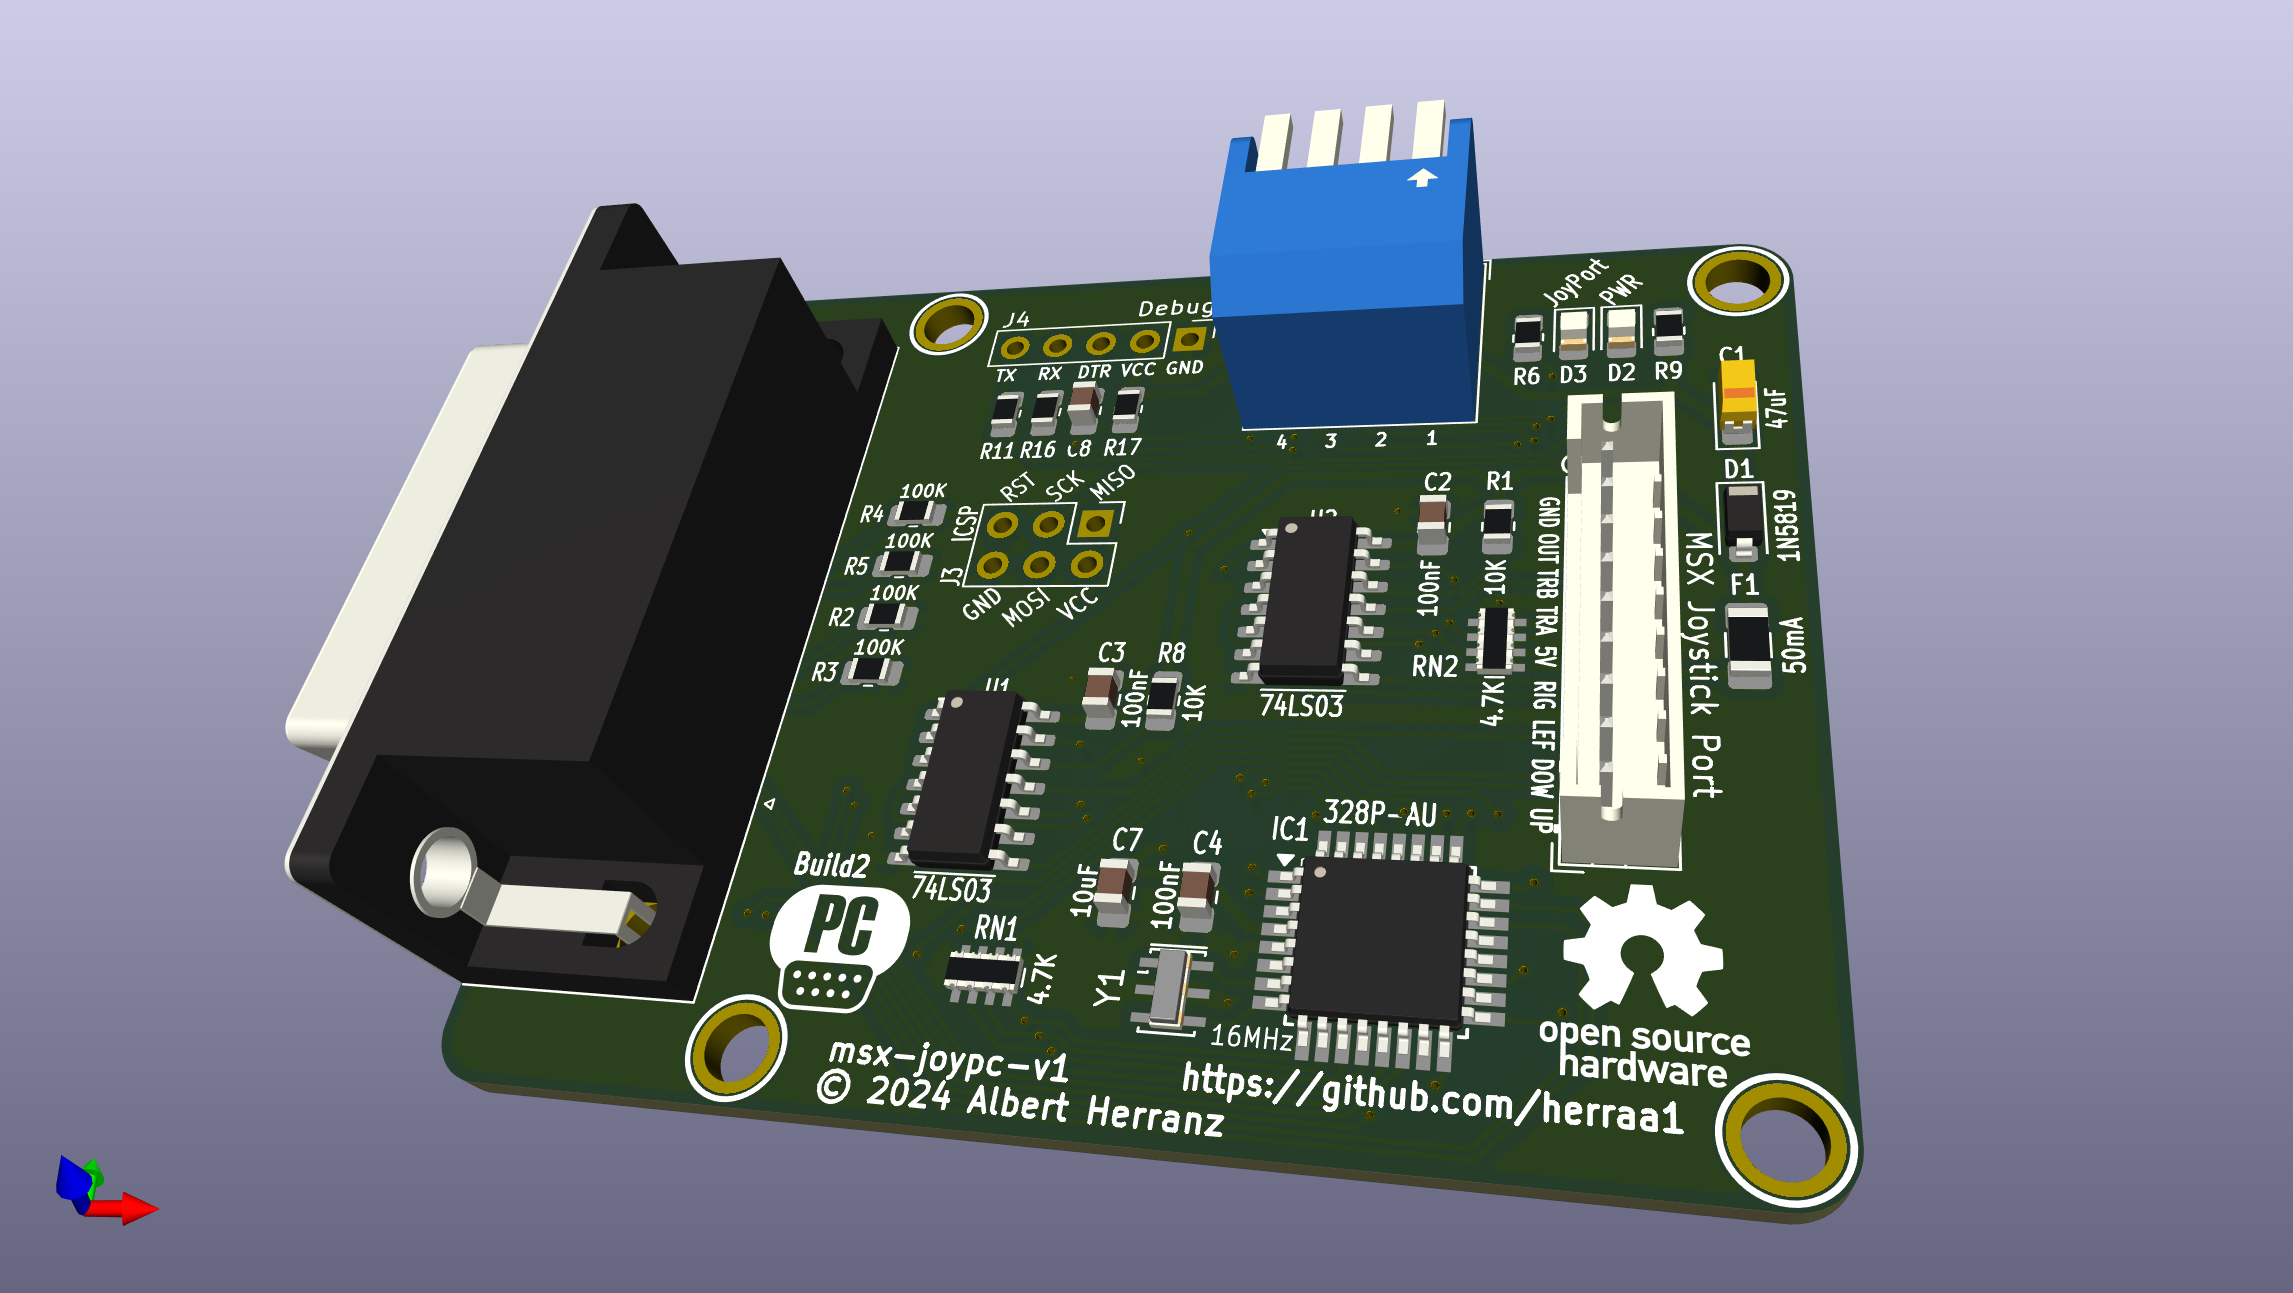 Debug
J4
TX RX DTR VCC GND
R11 R16 C8 R17
4 3 2 1
JoyPort
PWR
R6 D3 D2 R9
C1
47uF
D1
1N5819
F1
50mA
RST SCK MISO
ICSP
J3
GND MOSI VCC
100K
R4
100K
R5
100K
R2
100K
R3
C2
100nF
R1
10K
RN2
4.7K
74LS03
GND OUT TRB TRA 5V RIG LEF DOW UP
MSX Joystick Port
C3
100nF
R8
10K
U1
74LS03
Build2
PC
RN1
4.7K
C7
10uF
C4
100nF
IC1
328P-AU
Y1
16MHz
open source
hardware
msx-joypc-v1
© 2024 Albert Herranz
https://github.com/herraa1